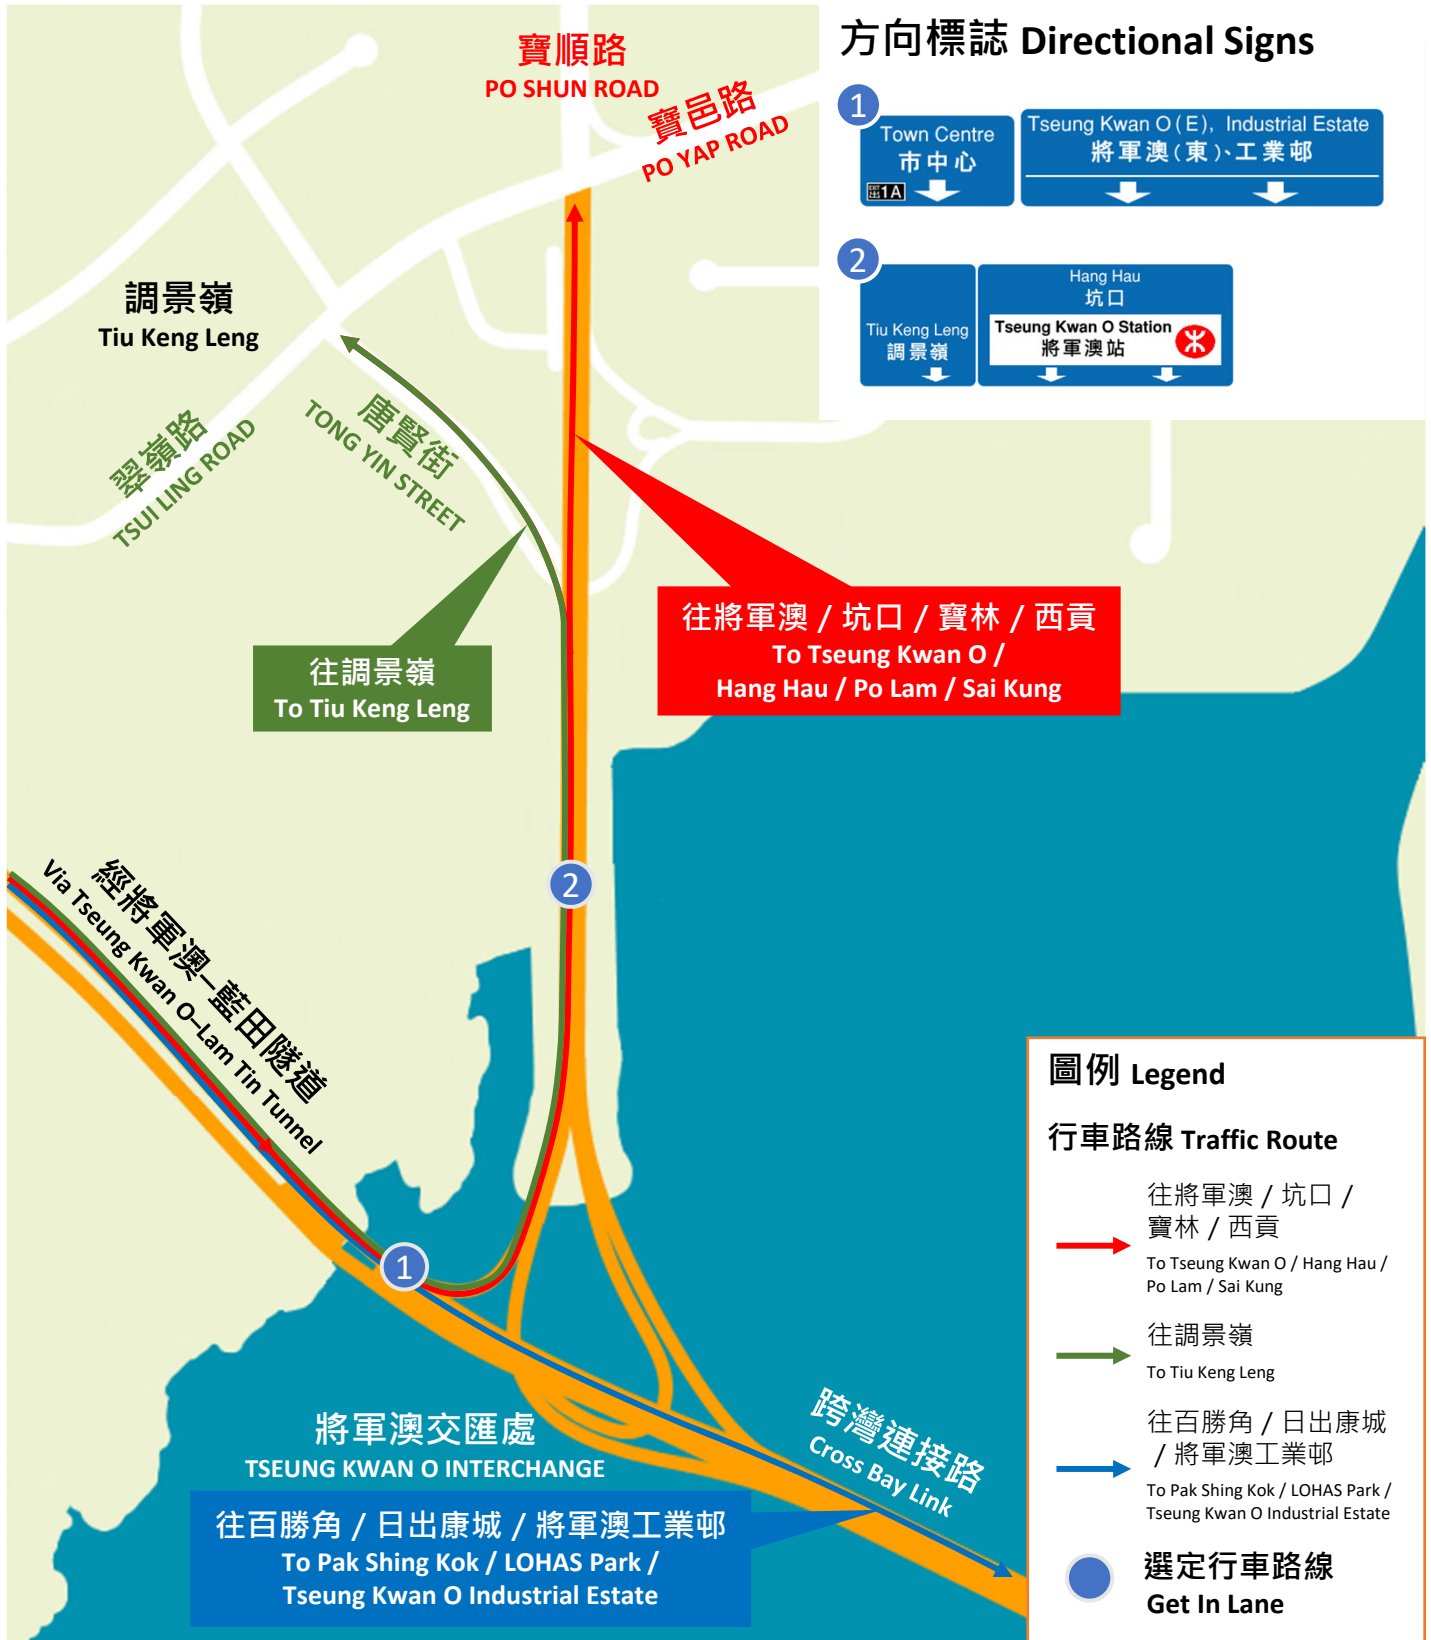 寶順路
PO SHUN ROAD
寶邑路
PO YAP ROAD
方向標誌 Directional Signs
1
Town Centre
市中心
EXIT 出 1A
Tseung Kwan O (E), Industrial Estate
將軍澳(東)、工業邨
2
Tiu Keng Leng
調景嶺
Hang Hau
坑口
Tseung Kwan O Station
將軍澳站
調景嶺
Tiu Keng Leng
翠嶺路
TSUI LING ROAD
唐賢街
TONG YIN STREET
往將軍澳 / 坑口 / 寶林 / 西貢
To Tseung Kwan O /
Hang Hau / Po Lam / Sai Kung
往調景嶺
To Tiu Keng Leng
2
經將軍澳–藍田隧道
Via Tseung Kwan O–Lam Tin Tunnel
1
將軍澳交匯處
TSEUNG KWAN O INTERCHANGE
跨灣連接路
Cross Bay Link
往百勝角 / 日出康城 / 將軍澳工業邨
To Pak Shing Kok / LOHAS Park /
Tseung Kwan O Industrial Estate
圖例 Legend
行車路線 Traffic Route
往將軍澳 / 坑口 /
寶林 / 西貢
To Tseung Kwan O / Hang Hau /
Po Lam / Sai Kung
往調景嶺
To Tiu Keng Leng
往百勝角 / 日出康城
/ 將軍澳工業邨
To Pak Shing Kok / LOHAS Park /
Tseung Kwan O Industrial Estate
選定行車路線
Get In Lane